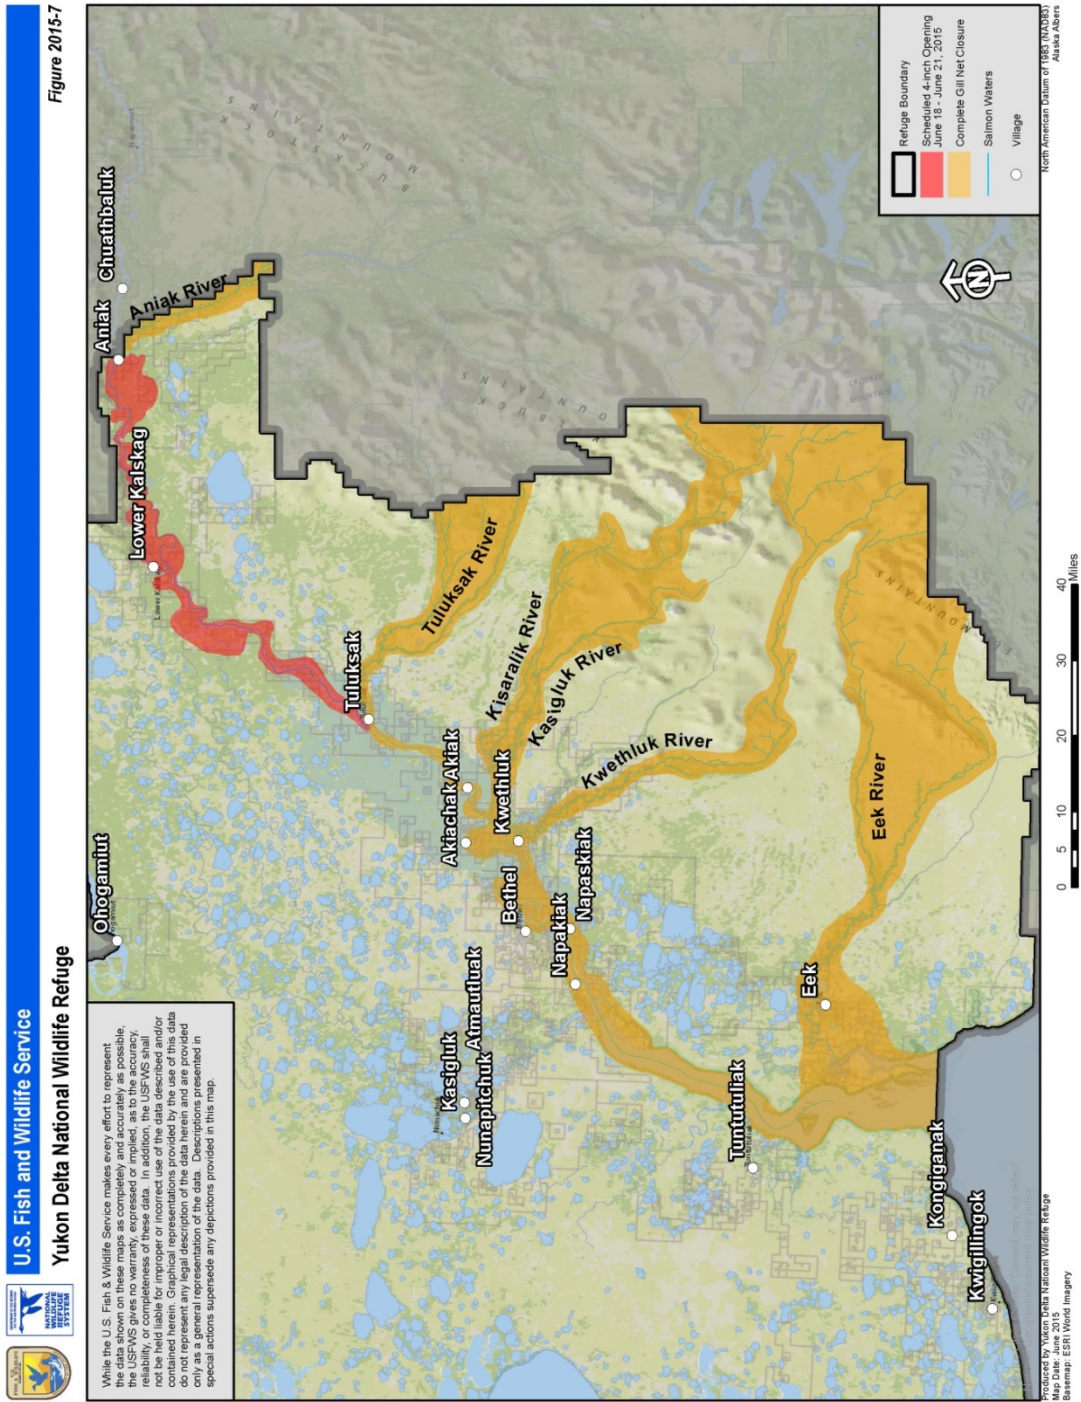 U.S. Fish and Wildlife Service
Yukon Delta National Wildlife Refuge
Figure 2015-7
NATIONAL
WILDLIFE
REFUGE
SYSTEM
While the U.S. Fish & Wildlife Service makes every effort to represent
the data shown on these maps as completely and accurately as possible,
the USFWS gives no warranty, expressed or implied, as to the accuracy,
reliability, or completeness of these data. In addition, the USFWS shall
not be held liable for improper or incorrect use of the data described and/or
contained herein. Graphical representations provided by the use of this data
do not represent any legal description of the data herein and are provided
only as a general representation of the data. Descriptions presented in
special actions supersede any depictions provided in this map.
Ohogamiut
Lower Kalskag
Aniak
Chuathbaluk
Aniak River
BUCKSTOCK
MOUNTAINS
Tuluksak
Tuluksak River
Kasigluk
Nunapitchuk
Atmautluak
Akiachak
Akiak
Kisaralik River
Kasigluk River
Kwethluk
Bethel
Kwethluk River
Napakiak
Napaskiak
Eek River
Eek
Tuntutuliak
Kongiganak
Kwigillingok
MOUNTAINS
Refuge Boundary
Scheduled 4-inch Opening
June 18 - June 21, 2015
Complete Gill Net Closure
Salmon Waters
Village
N
0 5 10 20 30 40 Miles
Produced by Yukon Delta Natioanl Wildlife Refuge
Map Date: June 2015
Basemap: ESRI World Imagery
North American Datum of 1983 (NAD83)
Alaska Albers